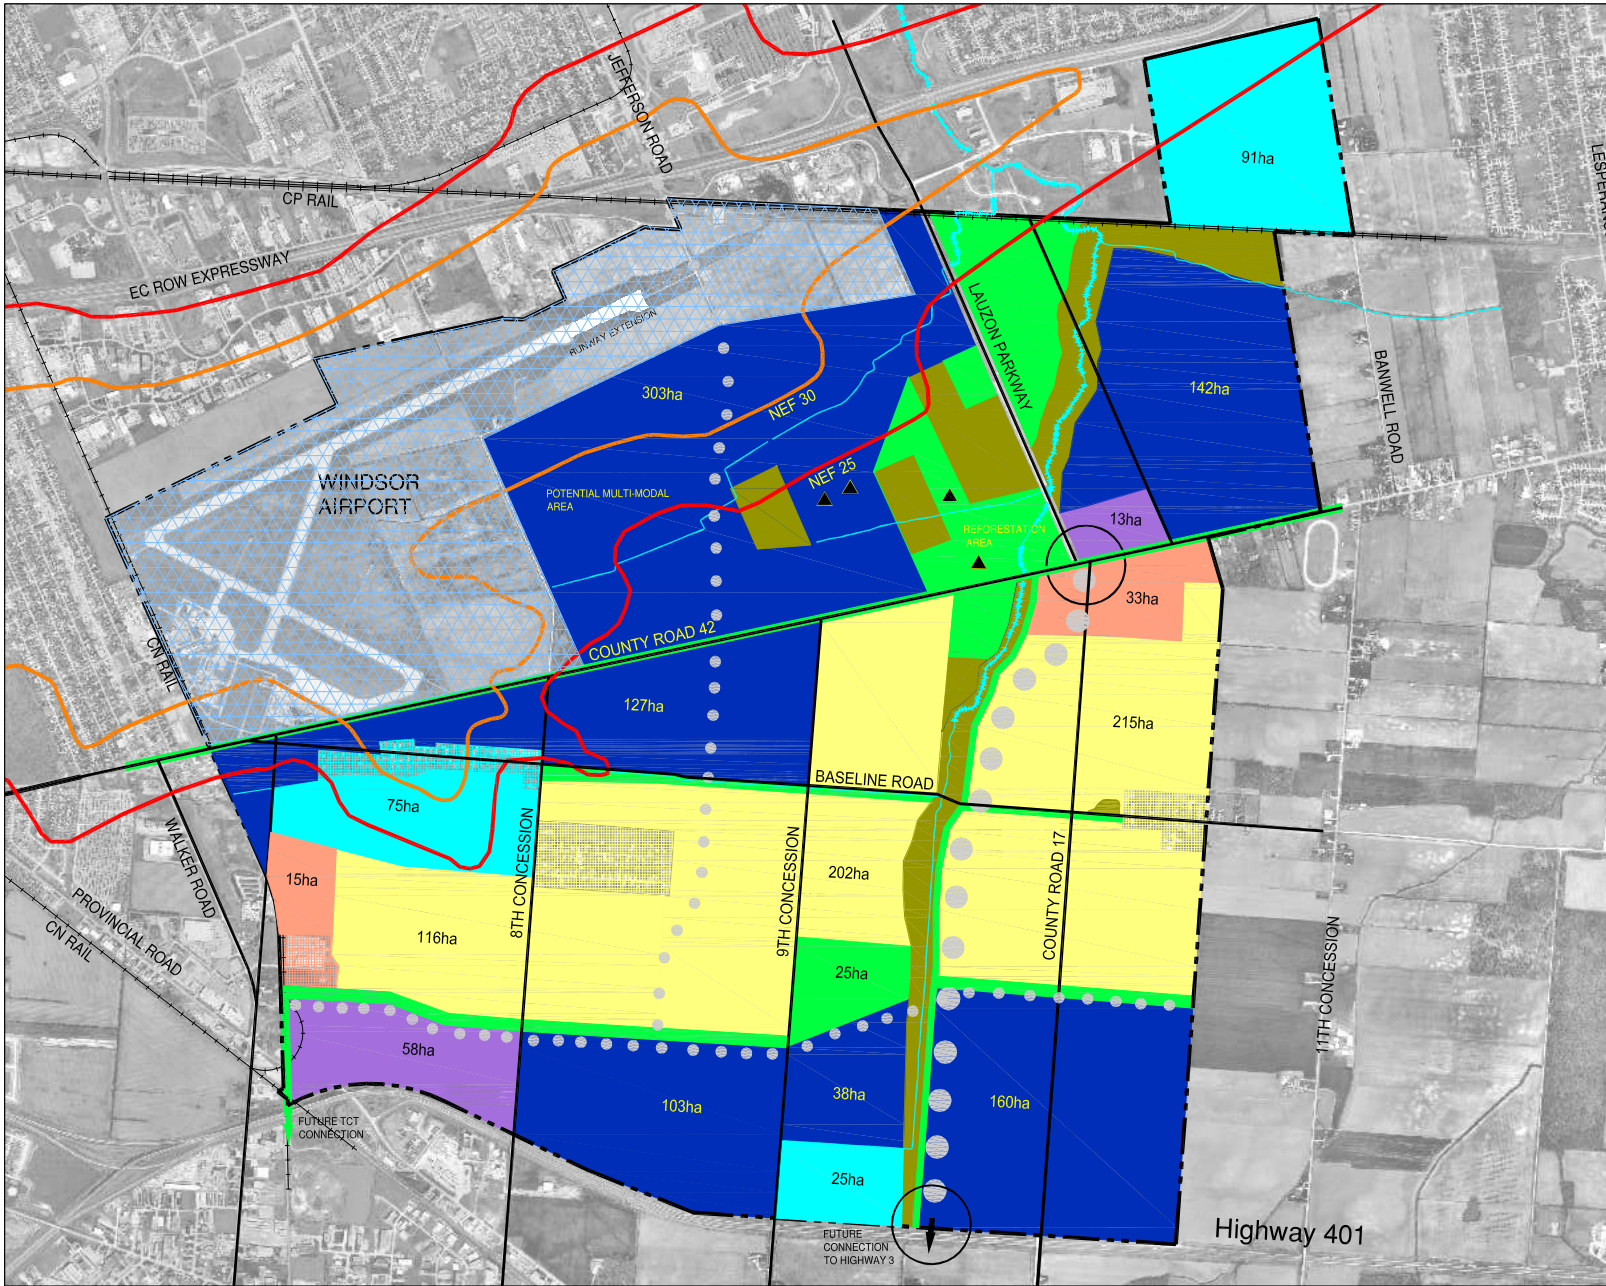 JEFFERSON ROAD
91ha
LESPERAN
CP RAIL
EC ROW EXPRESSWAY
RUNWAY EXTENSION
LAUZON PARKWAY
BANWELL ROAD
303ha
NEF 30
142ha
WINDSOR
AIRPORT
POTENTIAL MULTI-MODAL
AREA
NEF 25
13ha
REFORESTATION
AREA
33ha
COUNTY ROAD 42
CN RAIL
127ha
215ha
BASELINE ROAD
75ha
WALKER ROAD
8TH CONCESSION
9TH CONCESSION
202ha
COUNTY ROAD 17
15ha
PROVINCIAL ROAD
CN RAIL
116ha
25ha
11TH CONCESSION
58ha
103ha
38ha
160ha
FUTURE TCT
CONNECTION
25ha
FUTURE
CONNECTION
TO HIGHWAY 3
Highway 401